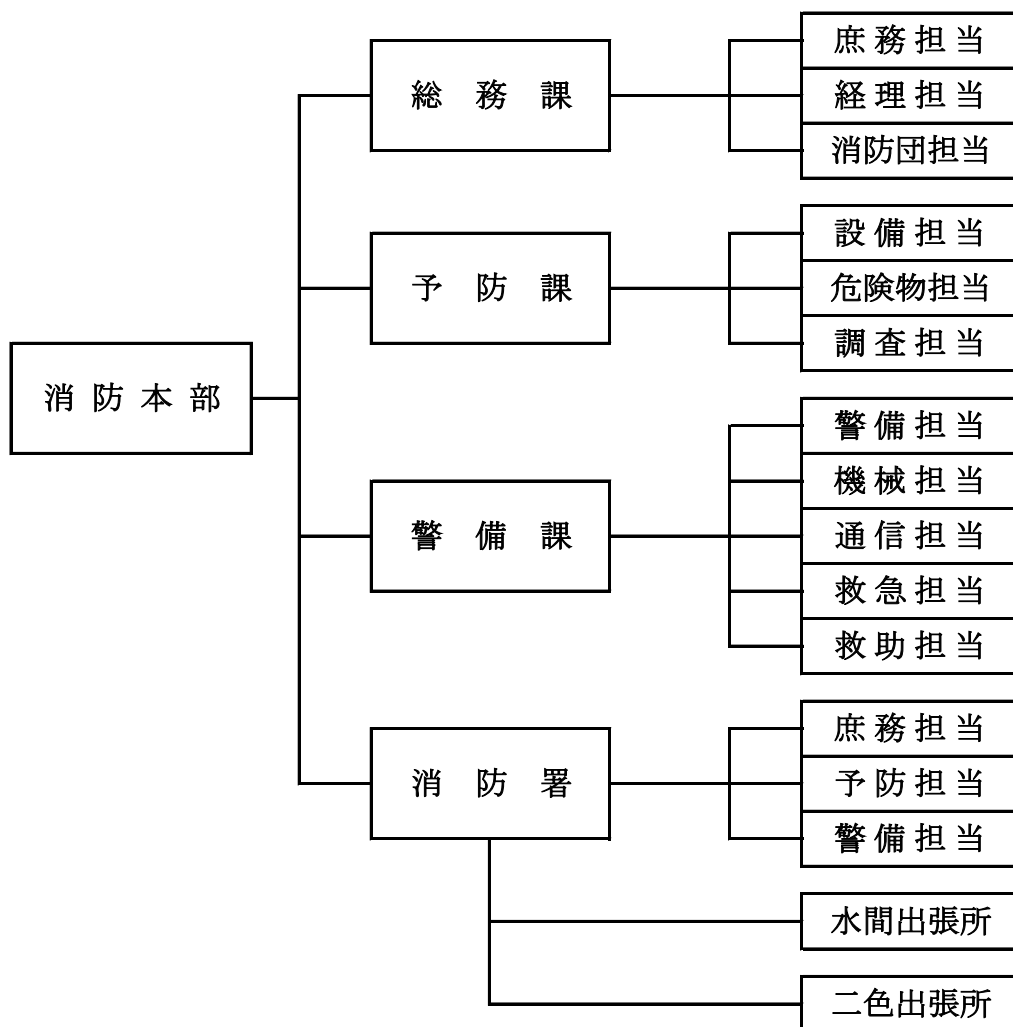 消防本部
総務課
庶務担当
経理担当
消防団担当
予防課
設備担当
危険物担当
調査担当
警備課
警備担当
機械担当
通信担当
救急担当
救助担当
消防署
庶務担当
予防担当
警備担当
水間出張所
二色出張所